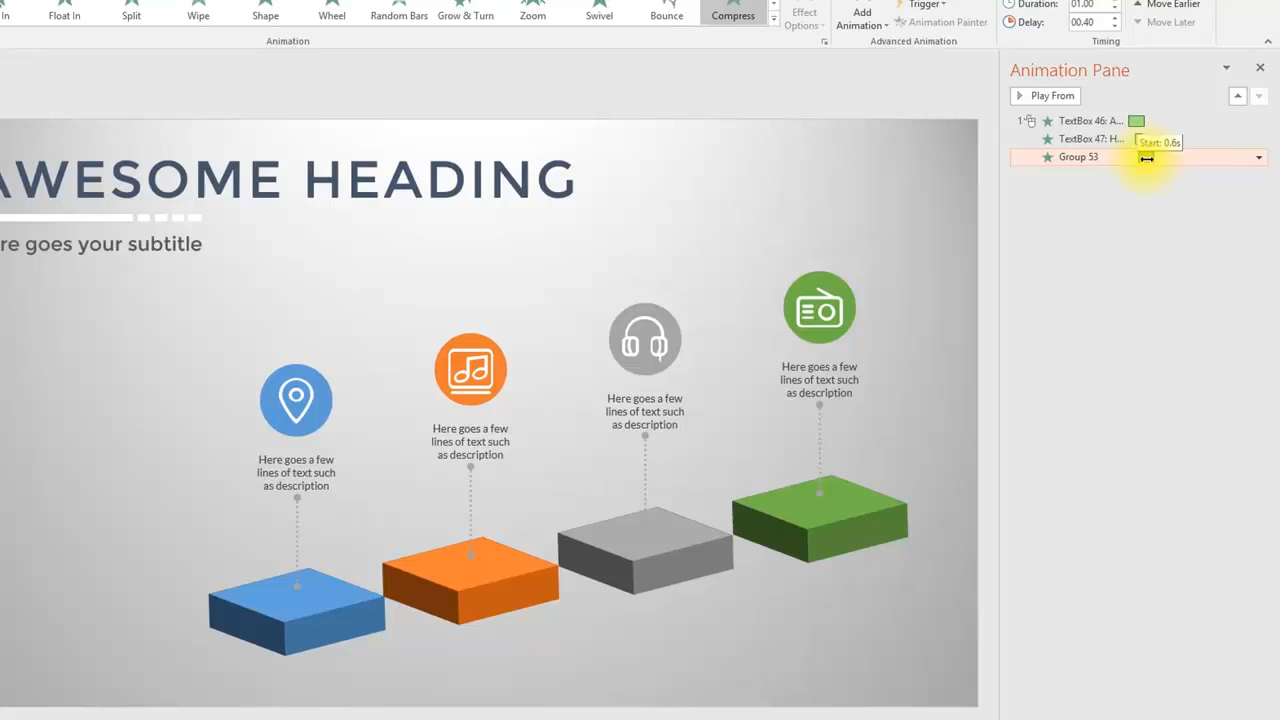 In
Float In
Split
Wipe
Shape
Wheel
Random Bars
Grow & Turn
Zoom
Swivel
Bounce
Compress
Effect
Options
Add
Animation
Trigger
Animation Painter
Duration: 01.00
Delay: 00.40
Move Earlier
Move Later
Animation
Advanced Animation
Timing
Animation Pane
Play From
1 TextBox 46: A...
TextBox 47: H...
Start: 0.6s
Group 53
AWESOME HEADING
re goes your subtitle
Here goes a few
lines of text such
as description
Here goes a few
lines of text such
as description
Here goes a few
lines of text such
as description
Here goes a few
lines of text such
as description